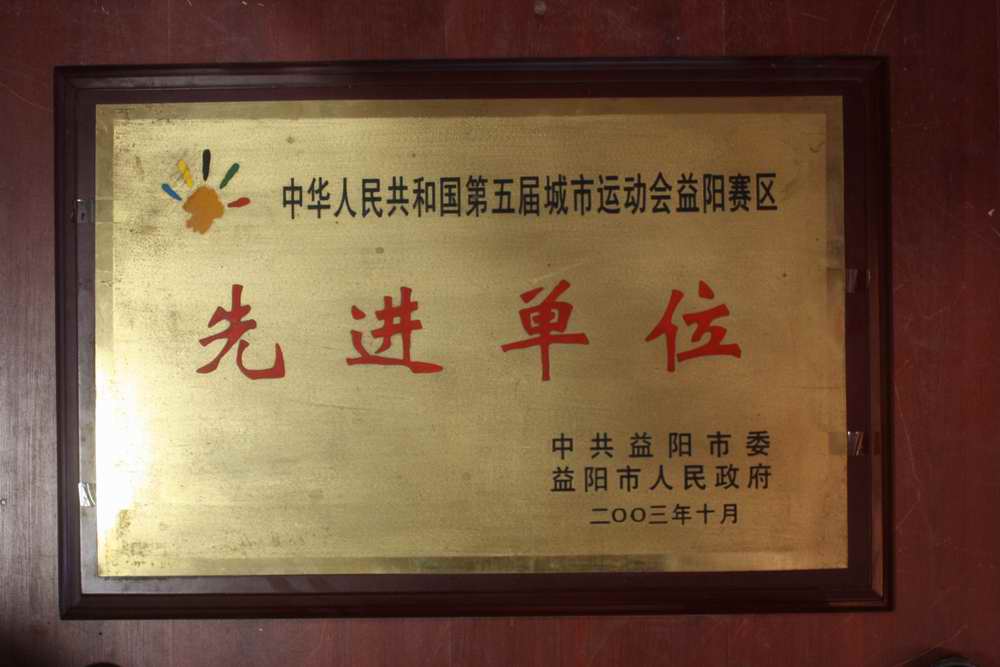 中华人民共和国第五届城市运动会益阳赛区
先进单位
中共益阳市委
益阳市人民政府
二OO三年十月